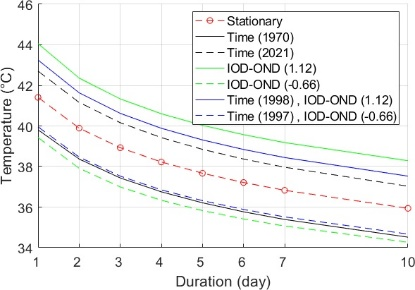 46
44
42
40
38
36
34
Temperature (°C)
Stationary
Time (1970)
Time (2021)
IOD-OND (1.12)
IOD-OND (-0.66)
Time (1998) , IOD-OND (1.12)
Time (1997) , IOD-OND (-0.66)
1 2 3 4 5 6 7 10
Duration (day)